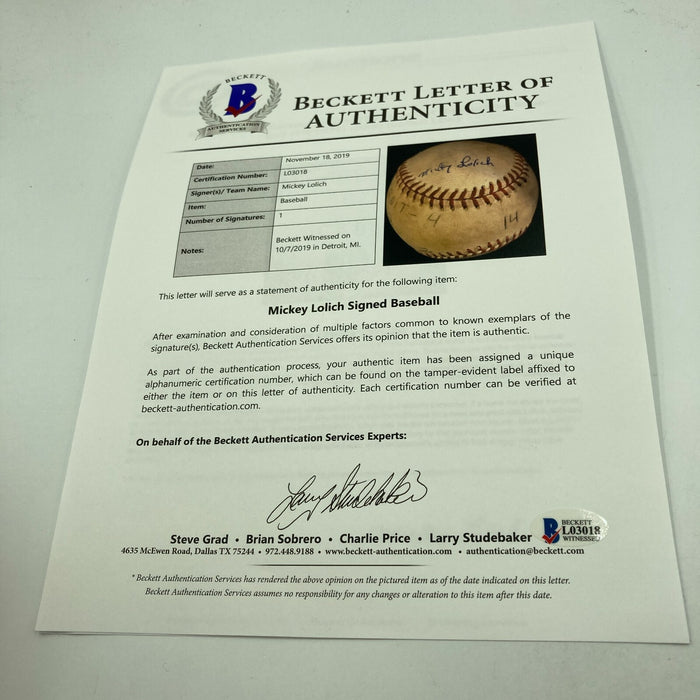 BECKETT
B
AUTHENTICATION
SERVICES
BECKETT LETTER OF
AUTHENTICITY
Date: November 18, 2019
Certification Number: L03018
Signer(s)/ Team Name: Mickey Lolich
Item: Baseball
Number of Signatures: 1
Notes: Beckett Witnessed on
10/7/2019 in Detroit, MI.
Mickey Lolich
4
14
This letter will serve as a statement of authenticity for the following item:
Mickey Lolich Signed Baseball
After examination and consideration of multiple factors common to known exemplars of the
signature(s), Beckett Authentication Services offers its opinion that the item is authentic.
As part of the authentication process, your authentic item has been assigned a unique
alphanumeric certification number, which can be found on the tamper-evident label affixed to
either the item or on this letter of authenticity. Each certification number can be verified at
beckett-authentication.com.
On behalf of the Beckett Authentication Services Experts:
Larry Studebaker
Steve Grad • Brian Sobrero • Charlie Price • Larry Studebaker
4635 McEwen Road, Dallas TX 75244 • 972.448.9188 • www.beckett-authentication.com • authentication@beckett.com
B BECKETT
L03018
WITNESSED
*Beckett Authentication Services has rendered the above opinion on the pictured item as of the date indicated on this letter.
Beckett Authentication Services assumes no responsibility for any changes or alteration to this item after this date.